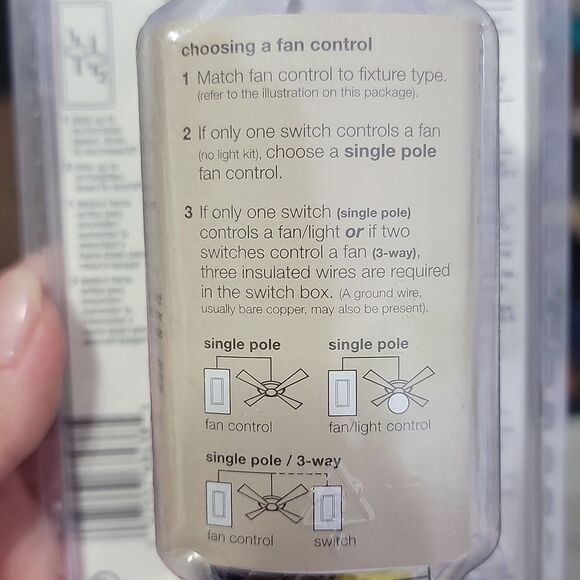 choosing a fan control
1 Match fan control to fixture type.
(refer to the illustration on this package).
2 If only one switch controls a fan
(no light kit), choose a single pole
fan control.
3 If only one switch (single pole)
controls a fan/light or if two
switches control a fan (3-way),
three insulated wires are required
in the switch box. (A ground wire,
usually bare copper, may also be present).
single pole
single pole
fan control
fan/light control
single pole / 3-way
fan control
switch